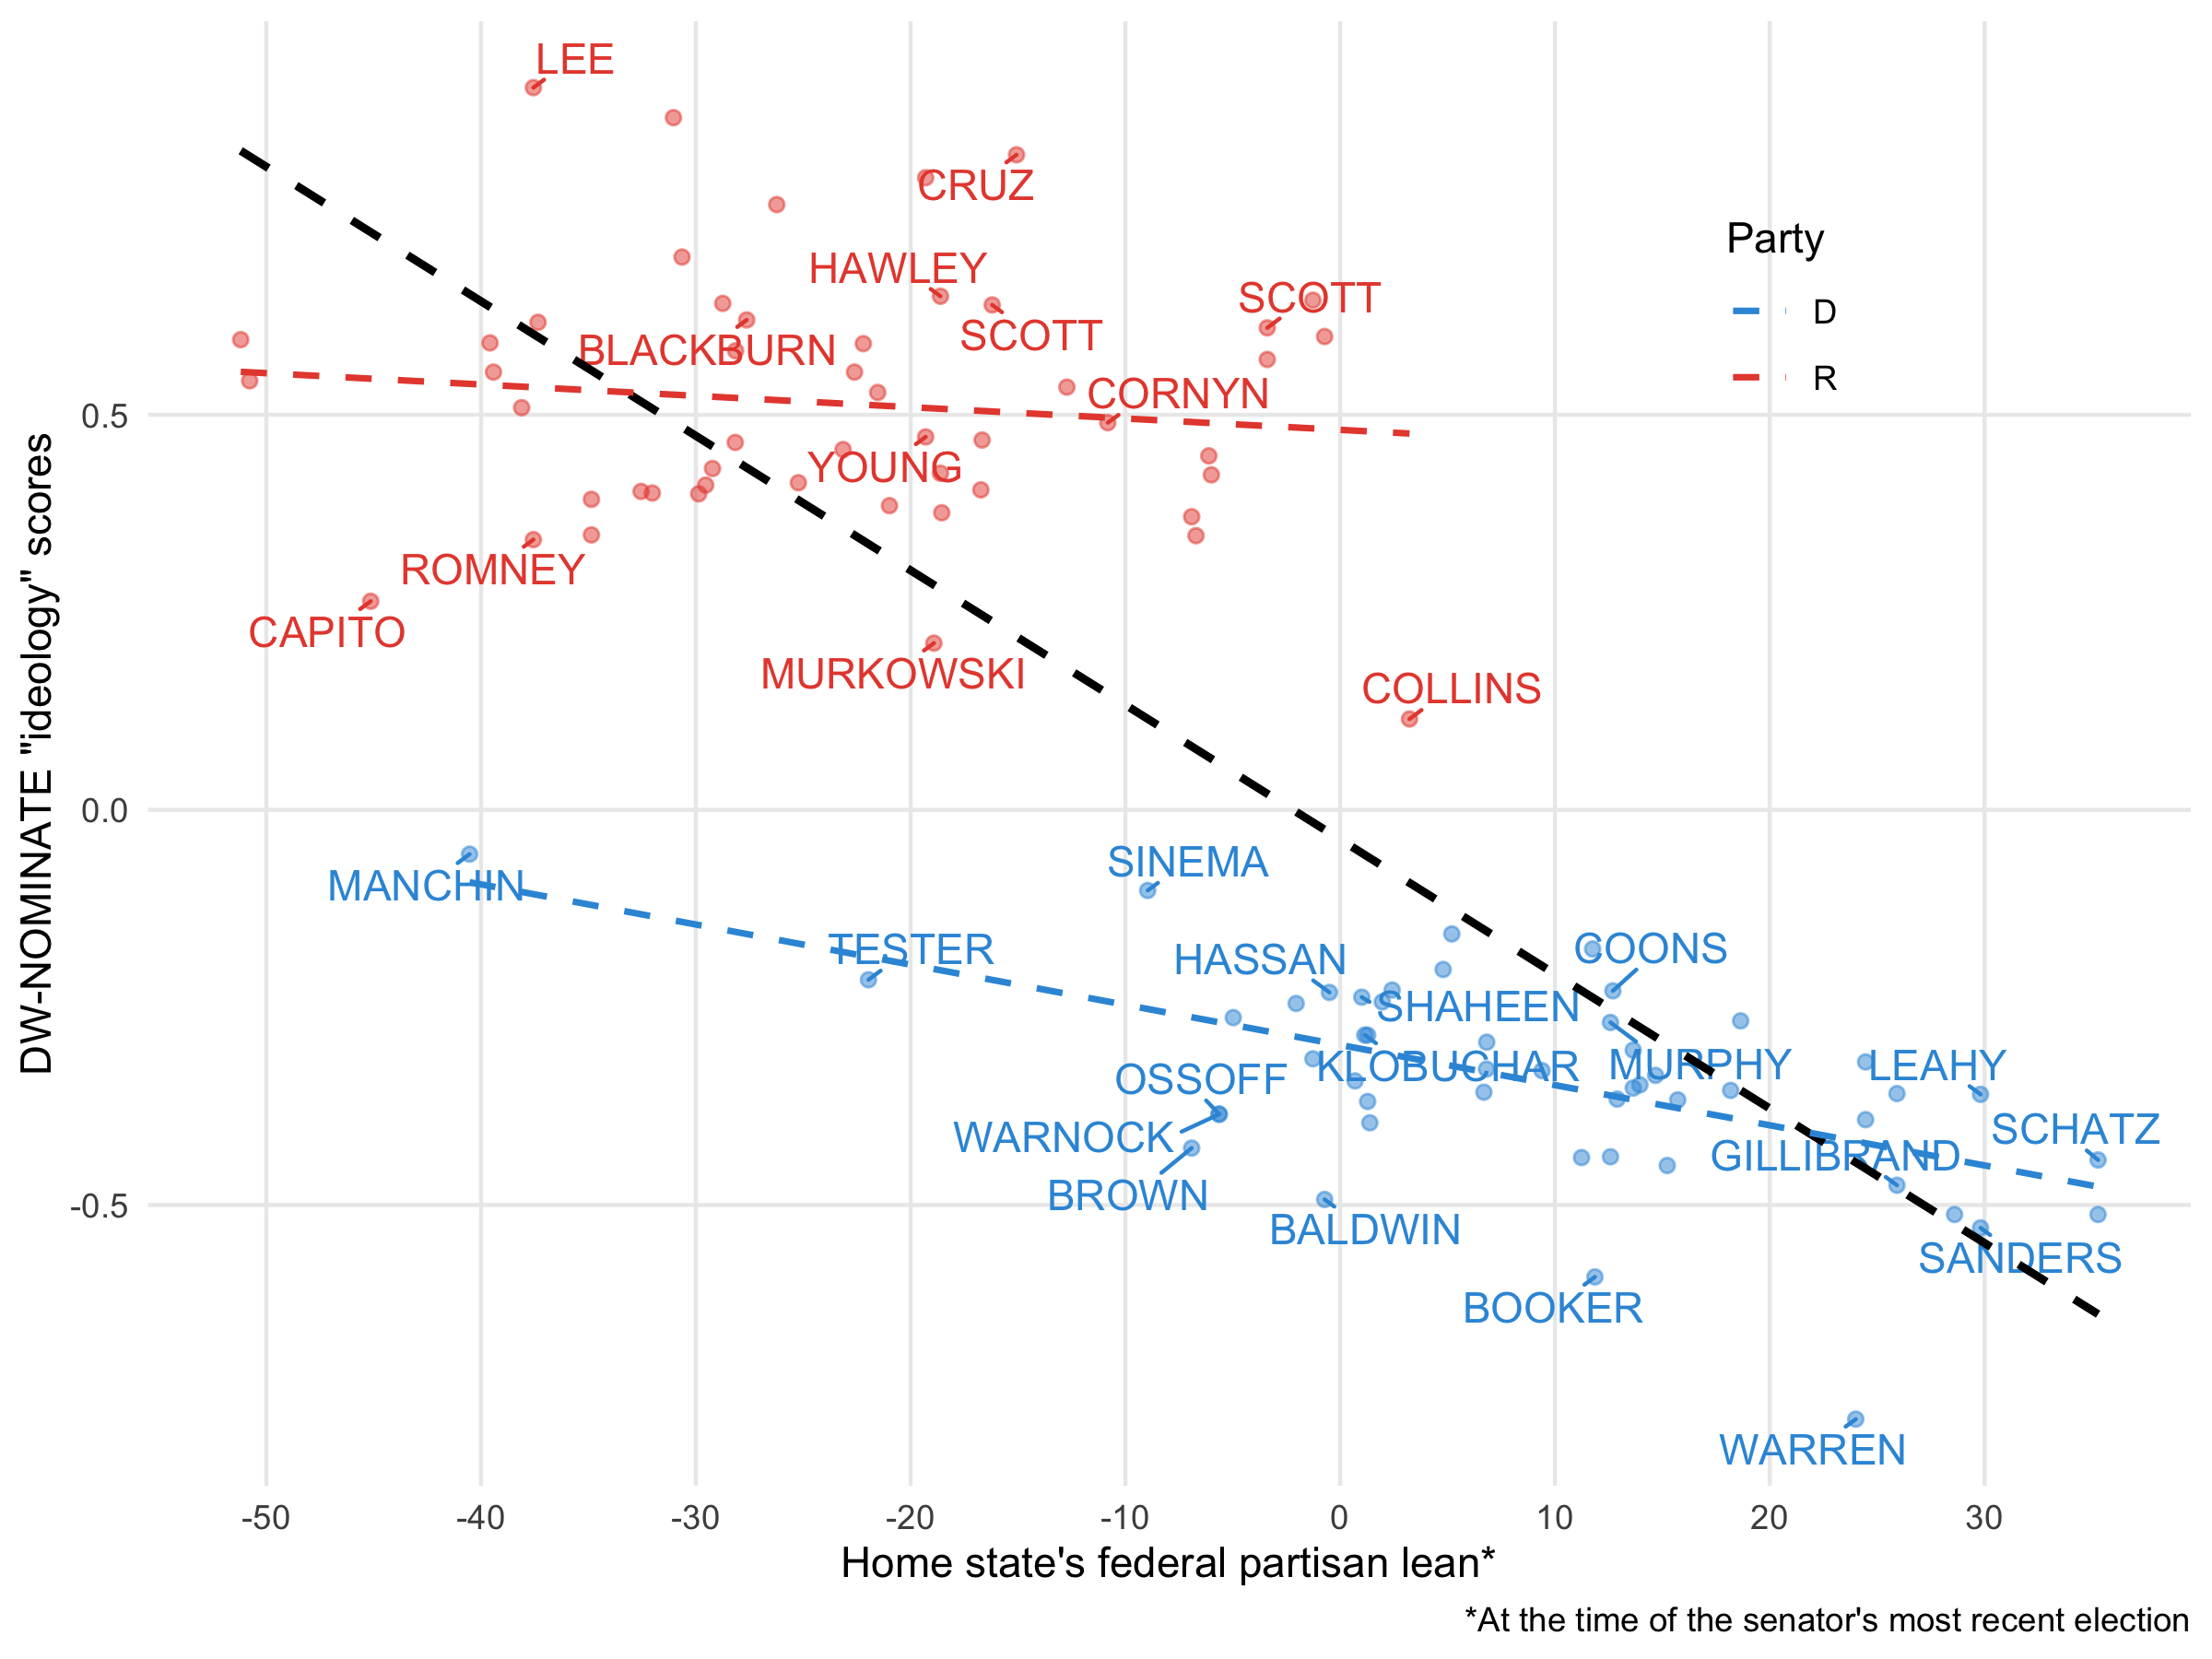 LEE
CRUZ
HAWLEY
SCOTT
SCOTT
BLACKBURN
CORNYN
YOUNG
ROMNEY
CAPITO
MURKOWSKI
COLLINS
Party
D
R
MANCHIN
SINEMA
TESTER
HASSAN
COONS
SHAHEEN
KLOBUCHAR
MURPHY
LEAHY
OSSOFF
WARNOCK
BROWN
SCHATZ
GILLIBRAND
BALDWIN
SANDERS
BOOKER
WARREN
0.5
0.0
-0.5
DW-NOMINATE "ideology" scores
-50 -40 -30 -20 -10 0 10 20 30
Home state's federal partisan lean*
*At the time of the senator's most recent election